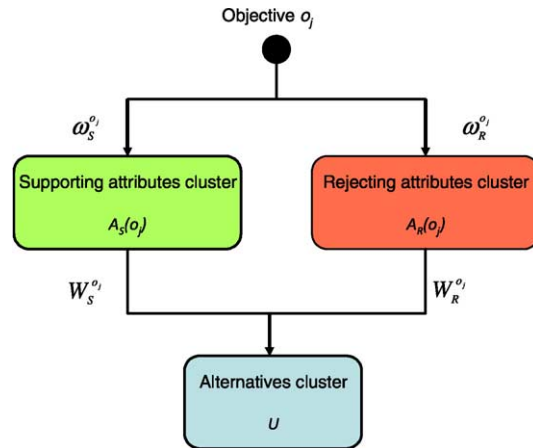 Objective o_j
ω_S^{o_j} ω_R^{o_j}
Supporting attributes cluster
A_S(o_j)
Rejecting attributes cluster
A_R(o_j)
W_S^{o_j} W_R^{o_j}
Alternatives cluster
U